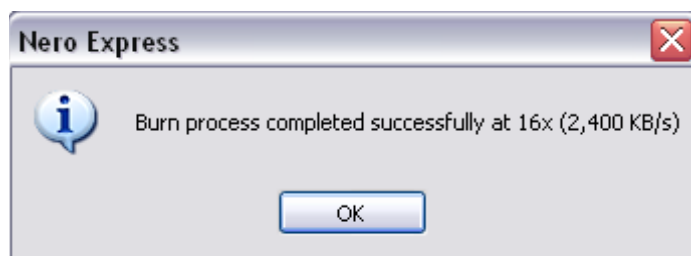 Nero Express
Burn process completed successfully at 16x (2,400 KB/s)
OK